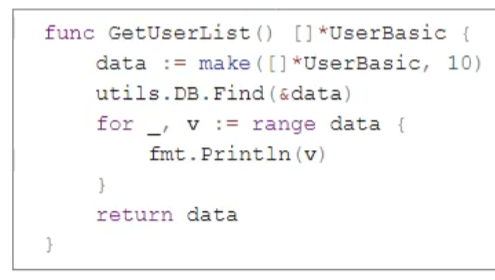 func GetUserList() []*UserBasic {
    data := make([]*UserBasic, 10)
    utils.DB.Find(&data)
    for _, v := range data {
        fmt.Println(v)
    }
    return data
}